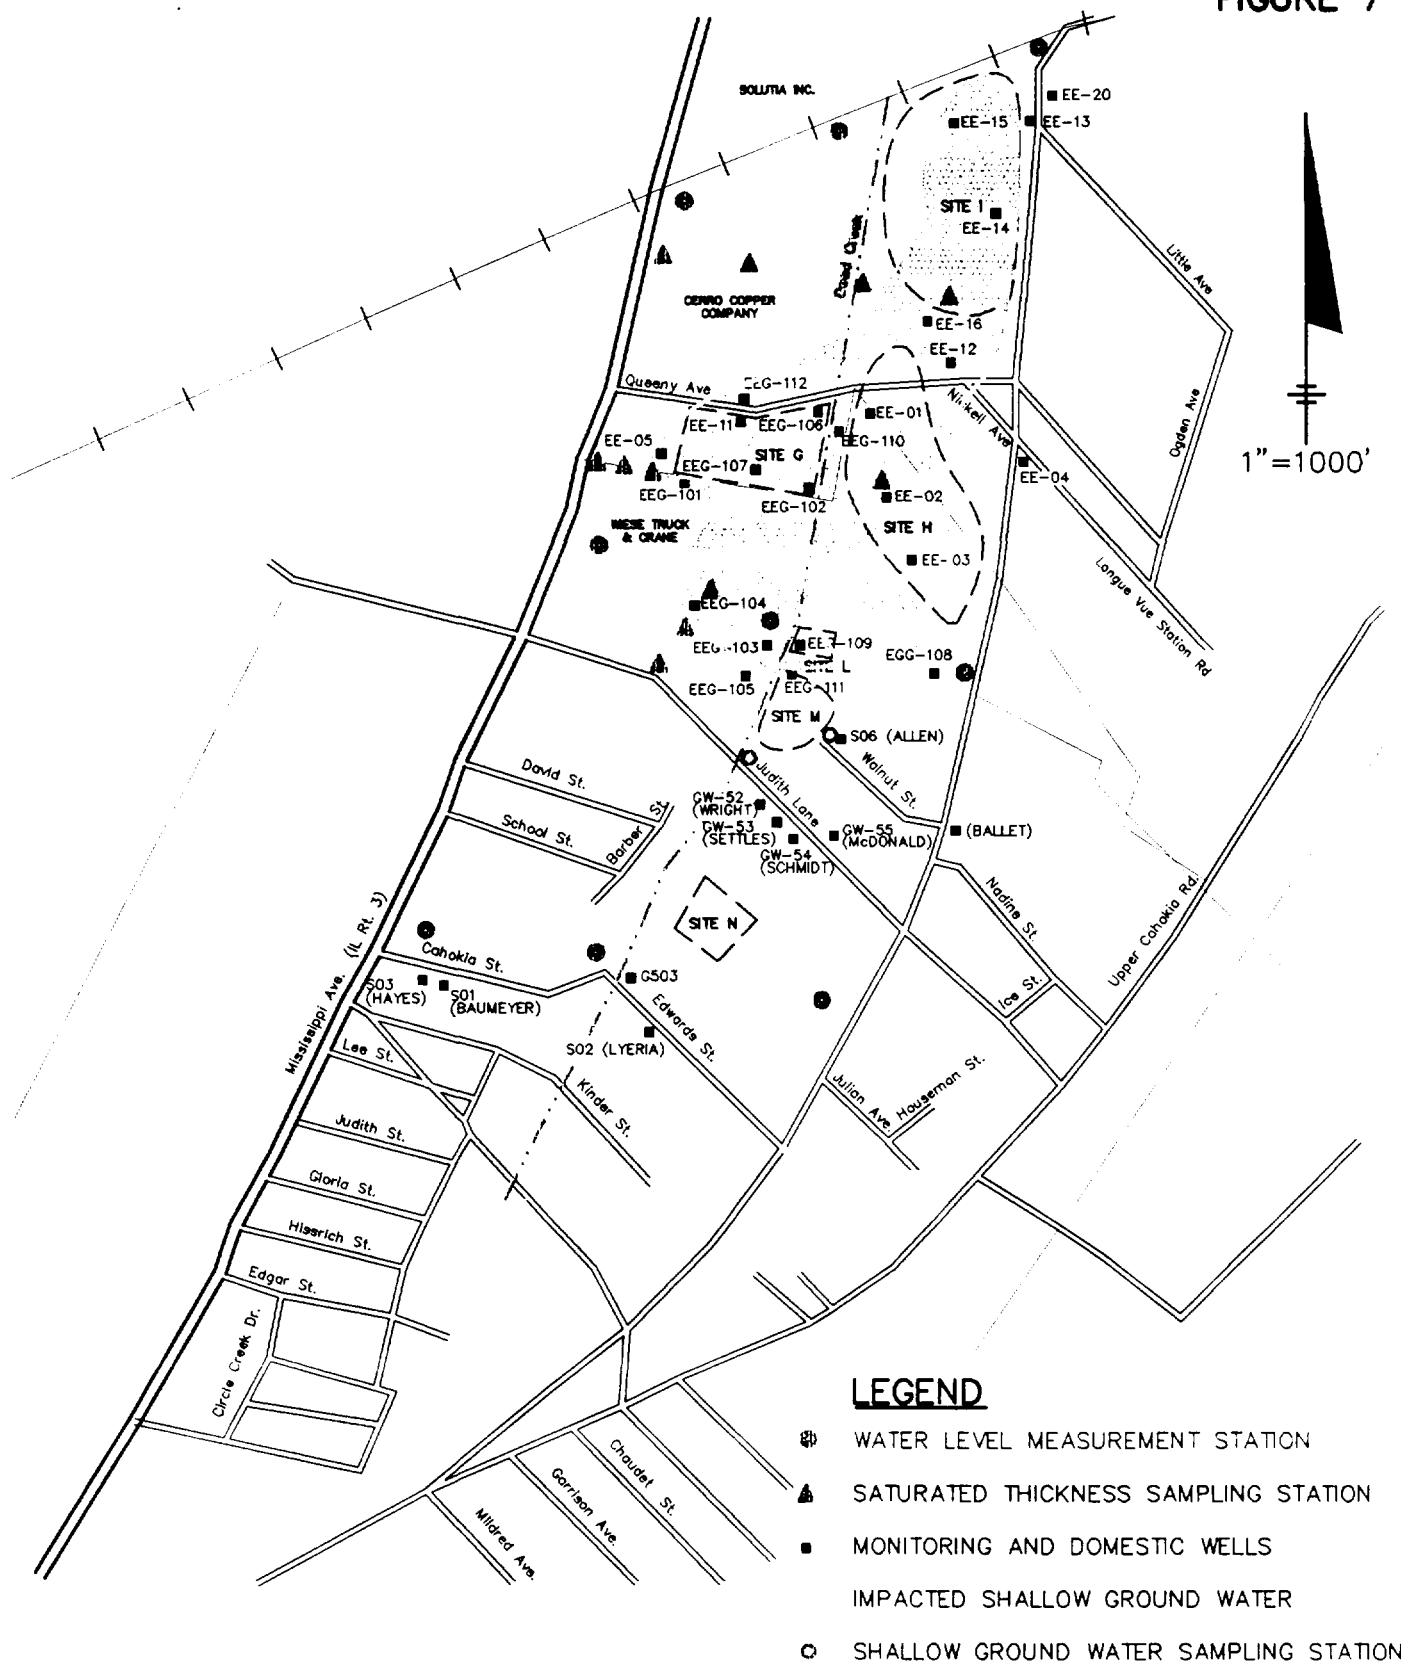 FIGURE 7
SOLUTIA INC.
EE-20
EE-15
EE-13
SITE I
EE-14
Dead Creek
Little Ave
CERRO COPPER
COMPANY
EE-16
EE-12
Queeny Ave
EEG-112
Nickell Ave
Ogden Ave
EE-11
EEG-106
EE-01
EEG-110
EE-05
SITE G
1"=1000'
EEG-107
EE-04
EEG-101
EE-02
EEG-102
WIESE TRUCK
& CRANE
SITE H
EE-03
Longue Vue Station Rd
EEG-104
EEG-103
EEG-109
EGG-108
SITE L
EEG-105
EEG-111
SITE M
S06 (ALLEN)
Walnut St.
David St.
Judith Lane
GW-52
(WRIGHT)
School St.
Barber St.
GW-53
(SETTLES)
GW-55
(McDONALD)
(BALLET)
GW-54
(SCHMIDT)
Nadine St.
Upper Cahokia Rd.
SITE N
Mississippi Ave. (IL Rt. 3)
Cahokia St.
G503
S03
(HAYES)
S01
(BAUMEYER)
Edwards St.
Ice St.
S02 (LYERIA)
Lee St.
Kinder St.
Julian Ave.
Houseman St.
Judith St.
Gloria St.
Hissrich St.
Edgar St.
Circle Creek Dr.
Chaudet St.
Garrison Ave.
Mildred Ave.
LEGEND
WATER LEVEL MEASUREMENT STATION
SATURATED THICKNESS SAMPLING STATION
MONITORING AND DOMESTIC WELLS
IMPACTED SHALLOW GROUND WATER
SHALLOW GROUND WATER SAMPLING STATION